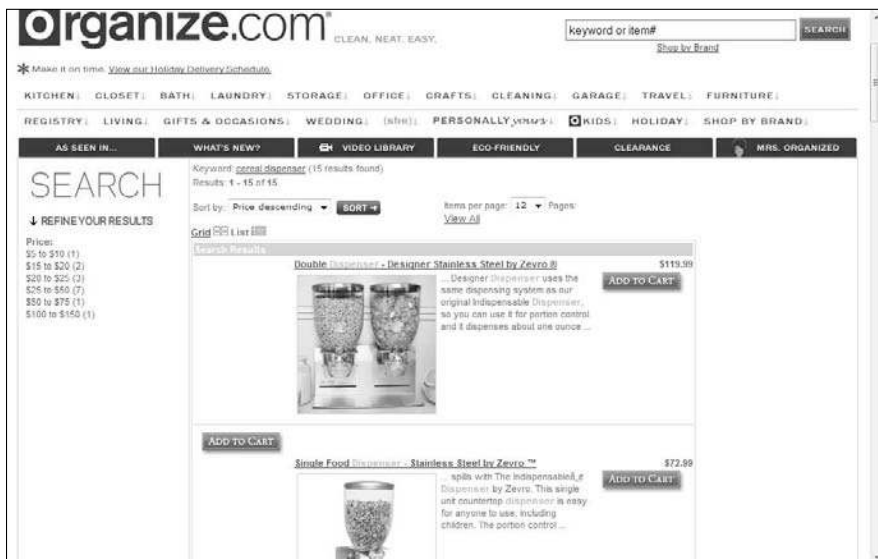 Organize.com®
CLEAN. NEAT. EASY.
keyword or item# SEARCH
Shop by Brand
Make it on time. View our Holiday Delivery Schedule.
KITCHEN↓ CLOSET↓ BATH↓ LAUNDRY↓ STORAGE↓ OFFICE↓ CRAFTS↓ CLEANING↓ GARAGE↓ TRAVEL↓ FURNITURE↓
REGISTRY↓ LIVING↓ GIFTS & OCCASIONS↓ WEDDING↓ (she)↓ PERSONALLY yours↓ KIDS↓ HOLIDAY↓ SHOP BY BRAND↓
AS SEEN IN... WHAT'S NEW? VIDEO LIBRARY ECO-FRIENDLY CLEARANCE MRS. ORGANIZED
SEARCH
↓ REFINE YOUR RESULTS
Price:
$5 to $10 (1)
$15 to $20 (2)
$20 to $25 (3)
$25 to $50 (7)
$50 to $75 (1)
$100 to $150 (1)
Keyword: cereal dispenser (15 results found)
Results: 1 - 15 of 15
Sort by: Price descending SORT
Items per page: 12 Pages:
View All
Grid List
Search Results
Double Dispenser - Designer Stainless Steel by Zevro ® $119.99
... Designer Dispenser uses the
same dispensing system as our
original Indispensable Dispenser,
so you can use it for portion control
and it dispenses about one ounce ...
ADD TO CART
ADD TO CART
Single Food Dispenser - Stainless Steel by Zevro ™ $72.99
... spills with The
Dispenser by Zevro. This single
unit countertop dispenser is easy
for anyone to use, including
children. The portion control ...
ADD TO CART